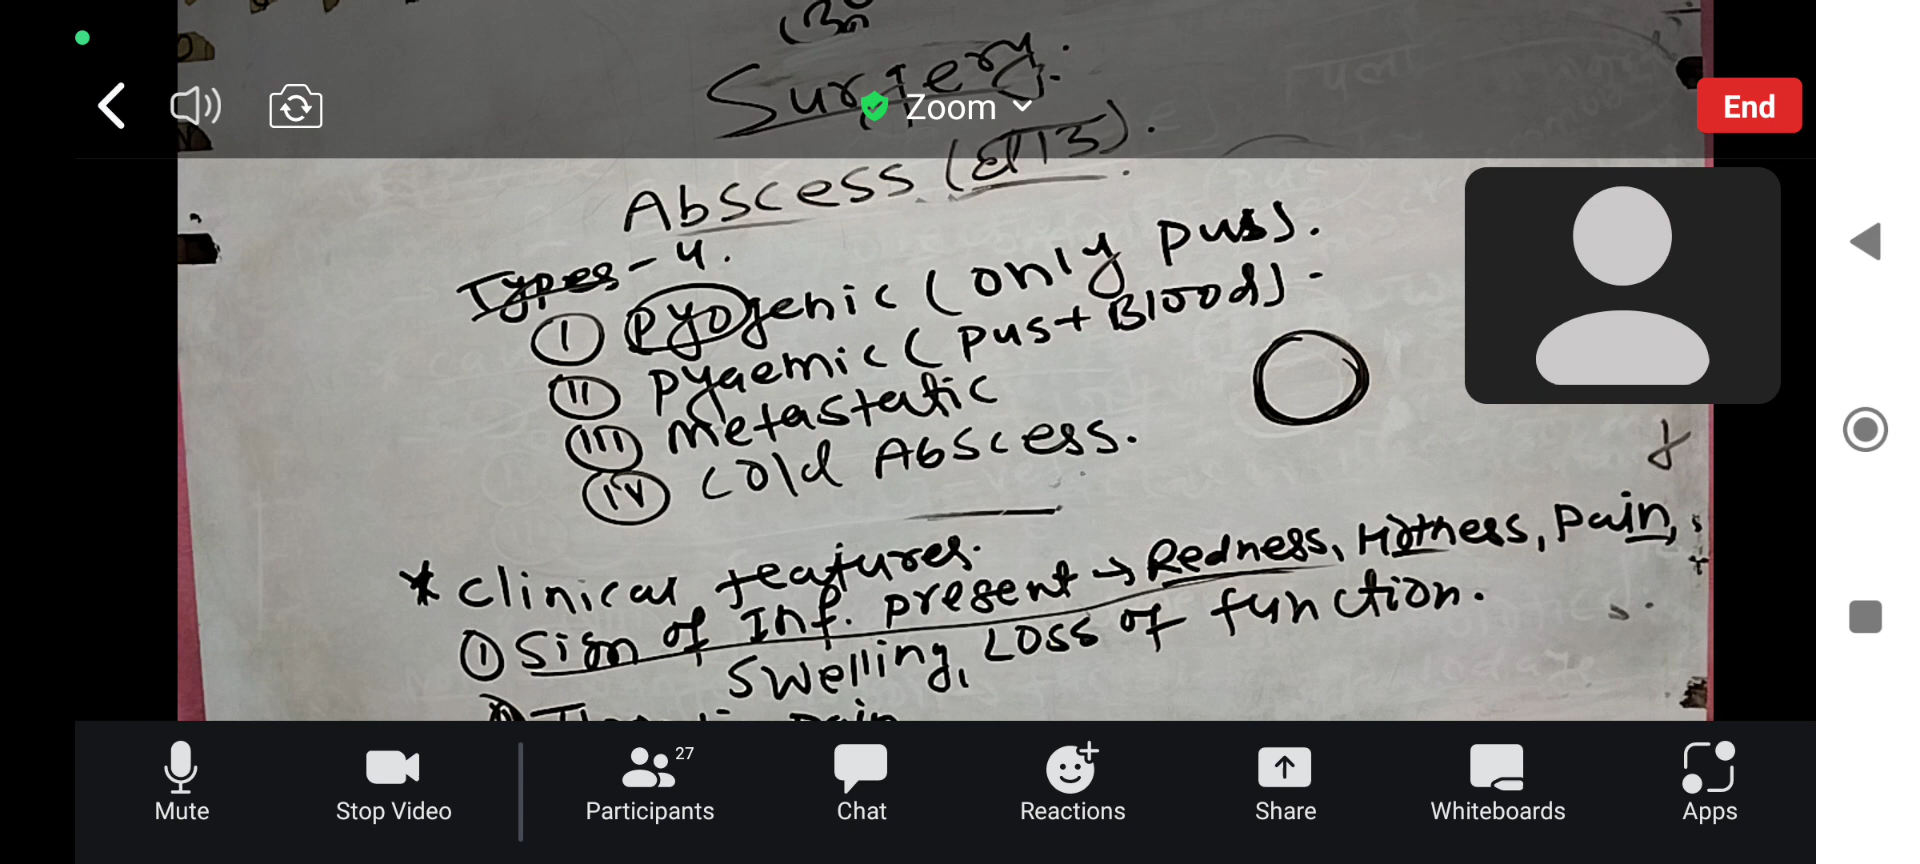 Surgery.
Zoom
End
Abscess (
Types - 4.
(I) Pyogenic (only puss).
(II) Pyaemic (pus + Blood) -
(III) Metastatic
(IV) Cold Abscess.
* Clinical features.
(1) Sign of Inf. present → Redness, Hotness, Pain,
Swelling, Loss of function.
pain
27
Mute
Stop Video
Participants
Chat
Reactions
Share
Whiteboards
Apps